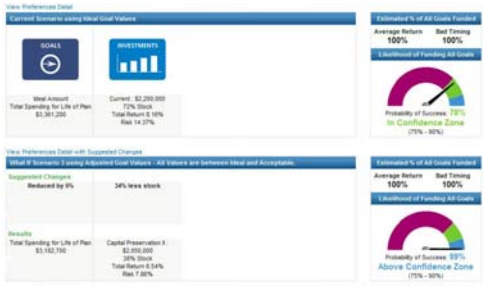 View Preferences Detail
Current Scenario using Ideal Goal Values
Estimated % of All Goals Funded
GOALS
INVESTMENTS
Average Return
Bad Timing
100%
100%
Likelihood of Funding All Goals
Ideal Amount
Total Spending for Life of Plan
$3,361,200
Current : $2,200,000
72% Stock
Total Return 8.16%
Risk 14.37%
Probability of Success: 78%
In Confidence Zone
(75% - 90%)
View Preferences Detail with Suggested Changes
What If Scenario 3 using Adjusted Goal Values - All Values are between Ideal and Acceptable.
Estimated % of All Goals Funded
Suggested Changes
Reduced by 5%
34% less stock
Average Return
Bad Timing
100%
100%
Likelihood of Funding All Goals
Results
Total Spending for Life of Plan
$3,192,700
Capital Preservation II
$2,050,000
38% Stock
Total Return 6.54%
Risk 7.80%
Probability of Success: 99%
Above Confidence Zone
(75% - 90%)